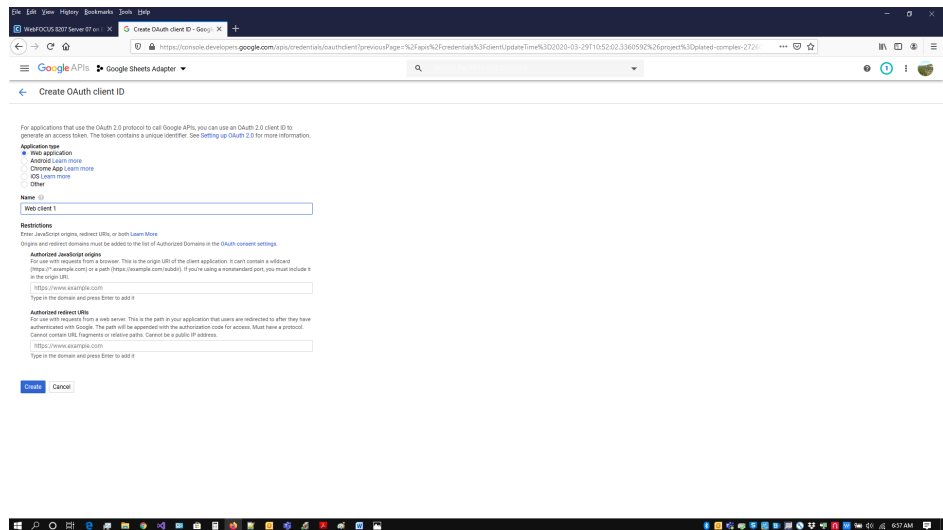 File Edit View History Bookmarks Tools Help
WebFOCUS 8207 Server 07 on
Create OAuth client ID - Googl
https://console.developers.google.com/apis/credentials/oauthclient?previousPage=%2Fapis%2Fcredentials%3FclientUpdateTime%3D2020-03-29T10:52:02.336059Z%26project%3Dplated-complex-2726
Google APIs Google Sheets Adapter
1
Create OAuth client ID
For applications that use the OAuth 2.0 protocol to call Google APIs, you can use an OAuth 2.0 client ID to
generate an access token. The token contains a unique identifier. See Setting up OAuth 2.0 for more information.
Application type
Web application
Android Learn more
Chrome App Learn more
iOS Learn more
Other
Name
Web client 1
Restrictions
Enter JavaScript origins, redirect URIs, or both Learn More
Origins and redirect domains must be added to the list of Authorized Domains in the OAuth consent settings.
Authorized JavaScript origins
For use with requests from a browser. This is the origin URI of the client application. It can't contain a wildcard
(https://*.example.com) or a path (https://example.com/subdir). If you're using a nonstandard port, you must include it
in the origin URI.
https://www.example.com
Type in the domain and press Enter to add it
Authorized redirect URIs
For use with requests from a web server. This is the path in your application that users are redirected to after they have
authenticated with Google. The path will be appended with the authorization code for access. Must have a protocol.
Cannot contain URL fragments or relative paths. Cannot be a public IP address.
https://www.example.com
Type in the domain and press Enter to add it
Create Cancel
6:57 AM